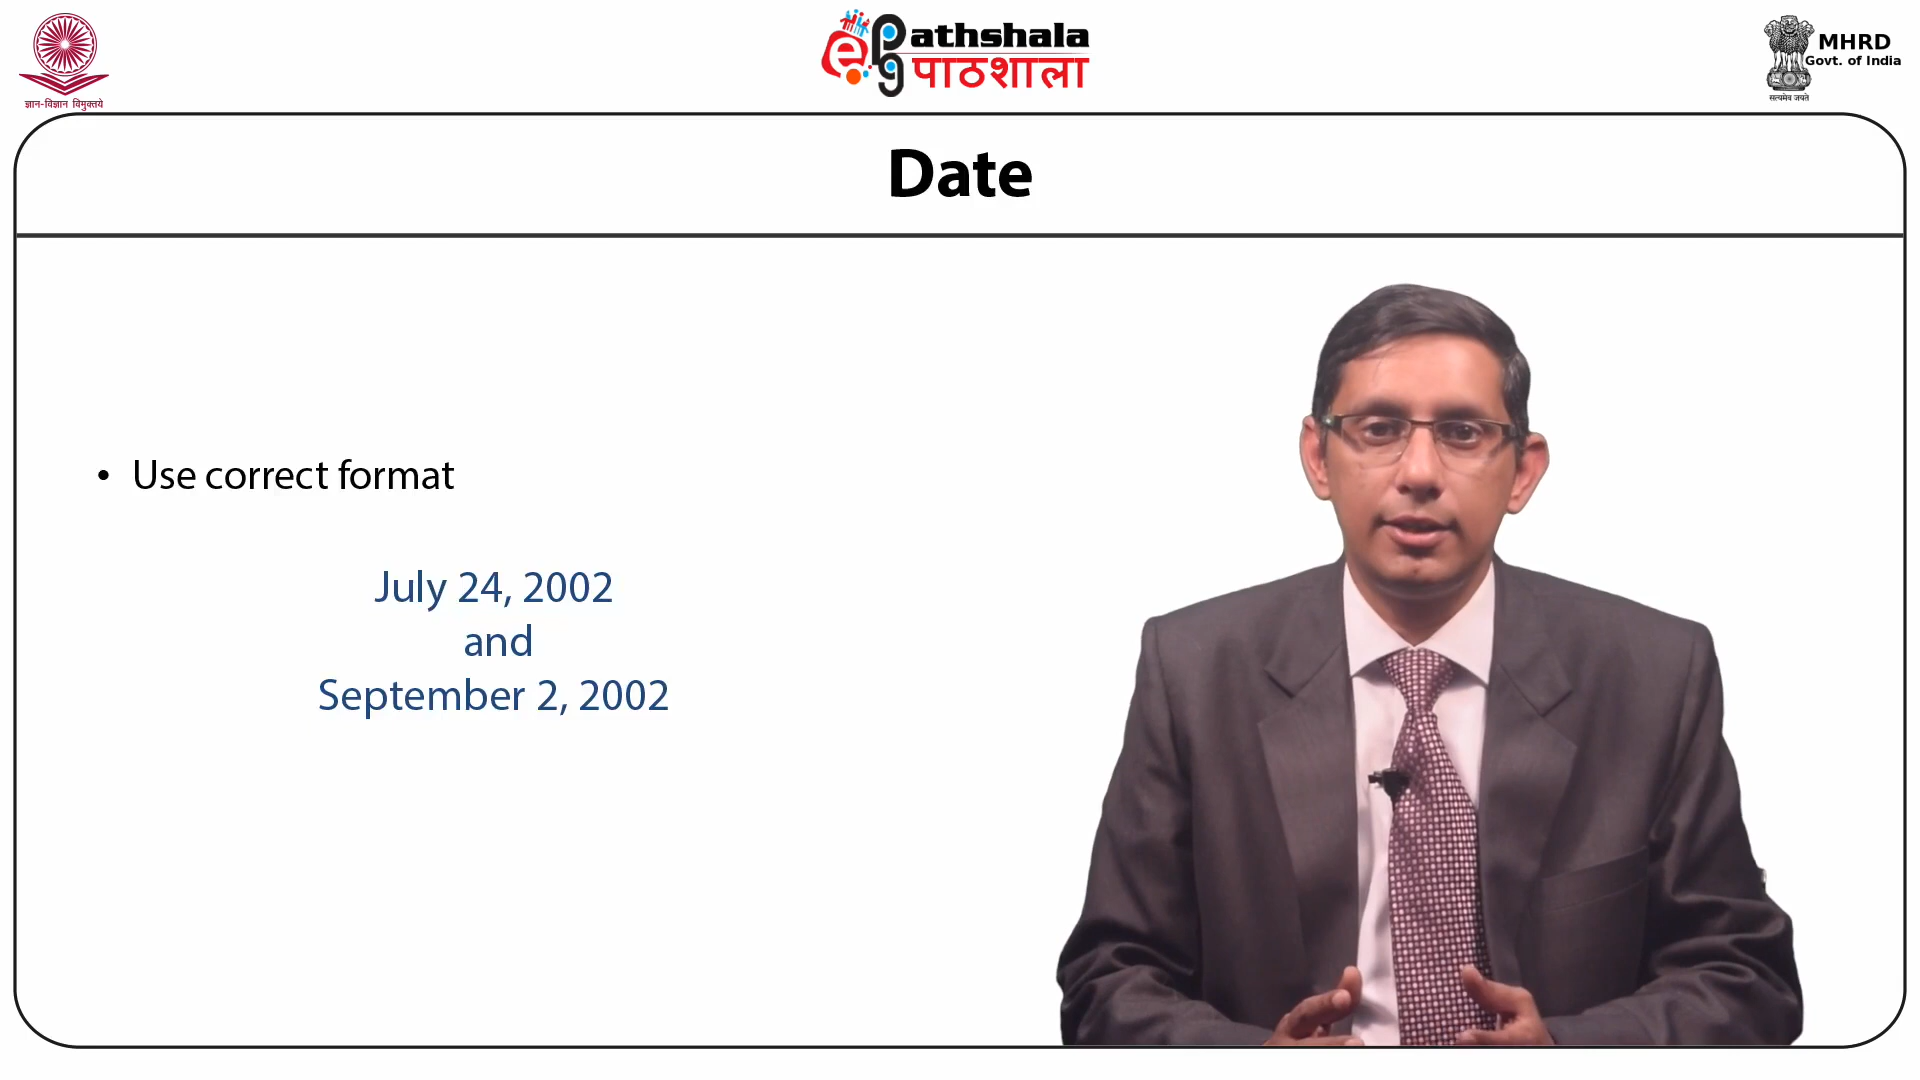 ज्ञान-विज्ञान विमुक्तये
ePathshala
पाठशाला
MHRD
Govt. of India
सत्यमेव जयते
Date
• Use correct format
July 24, 2002
and
September 2, 2002